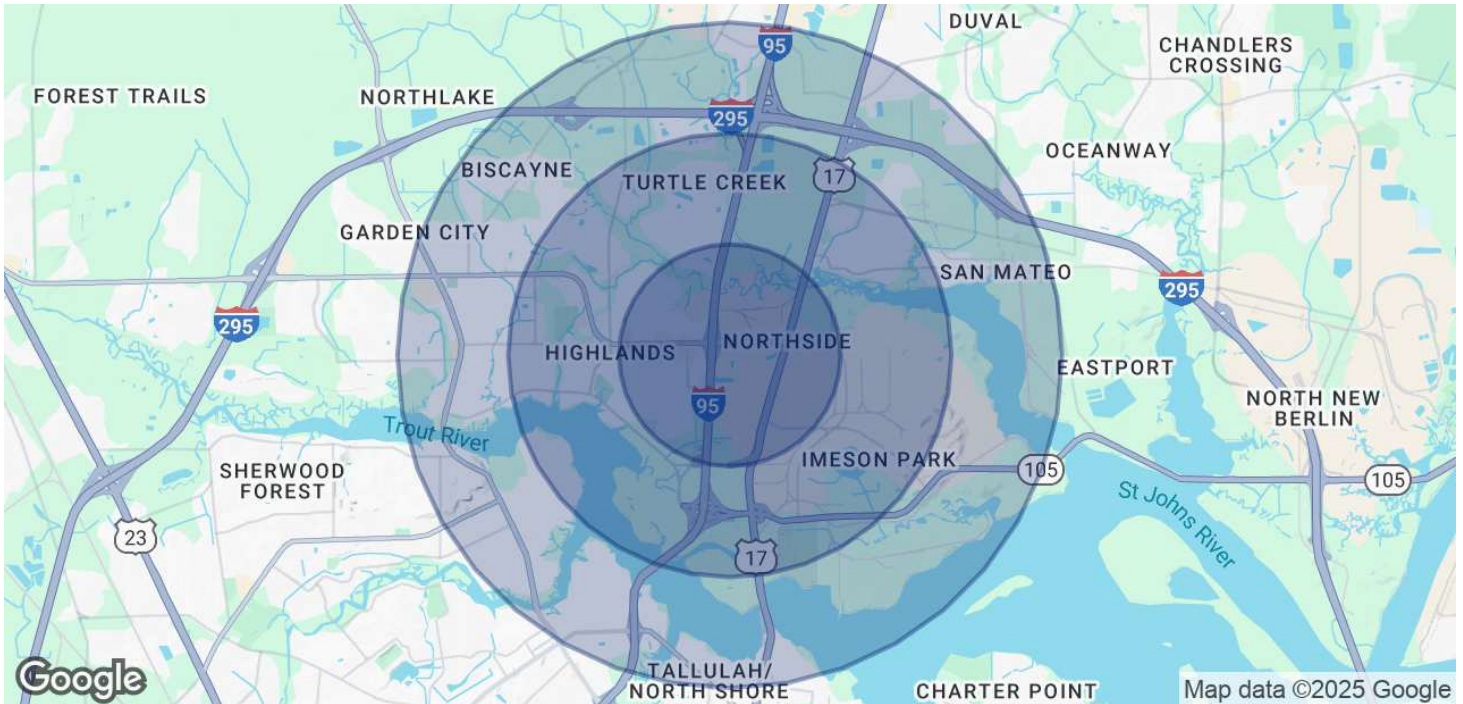 DUVAL
95
CHANDLERS
CROSSING
FOREST TRAILS
NORTHLAKE
295
OCEANWAY
BISCAYNE
TURTLE CREEK
17
GARDEN CITY
SAN MATEO
295
295
NORTHSIDE
HIGHLANDS
EASTPORT
95
NORTH NEW
BERLIN
Trout River
IMESON PARK
105
SHERWOOD
FOREST
105
St Johns River
23
17
TALLULAH/
NORTH SHORE
CHARTER POINT
Google
Map data ©2025 Google